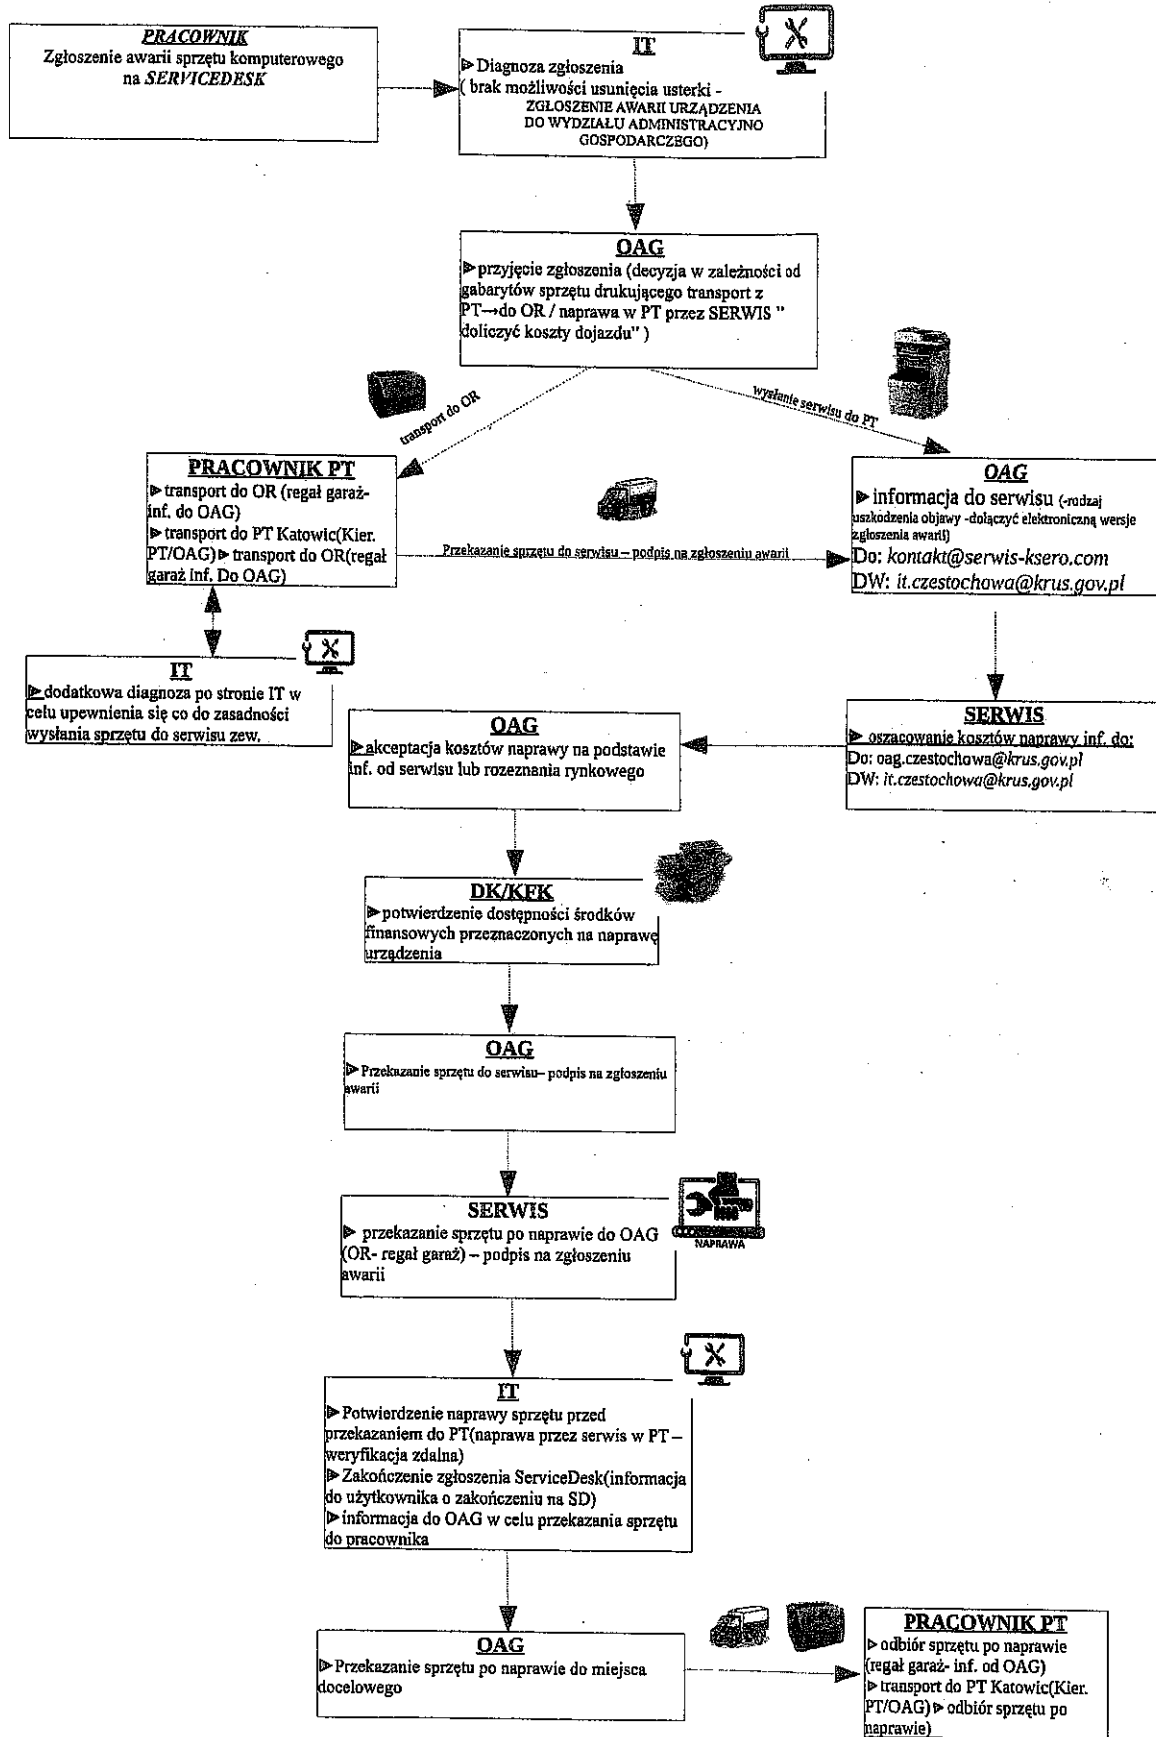 PRACOWNIK
Zgłoszenie awarii sprzętu komputerowego
na SERVICEDESK
IT
Diagnoza zgłoszenia
( brak możliwości usunięcia usterki -
ZGŁOSZENIE AWARII URZĄDZENIA
DO WYDZIAŁU ADMINISTRACYJNO
GOSPODARCZEGO)
OAG
przyjęcie zgłoszenia (decyzja w zależności od
gabarytów sprzętu drukującego transport z
PT→do OR / naprawa w PT przez SERWIS "
doliczyć koszty dojazdu" )
transport do OR
wysłanie serwisu do PT
PRACOWNIK PT
transport do OR (regał garaż-
inf. do OAG)
transport do PT Katowic(Kier.
PT/OAG) transport do OR(regał
garaż inf. Do OAG)
Przekazanie sprzętu do serwisu – podpis na zgłoszeniu awarii
OAG
informacja do serwisu (-rodzaj
uszkodzenia objawy -dołączyć elektroniczną wersje
zgłoszenia awarii)
Do: kontakt@serwis-ksero.com
DW: it.czestochowa@krus.gov.pl
IT
dodatkowa diagnoza po stronie IT w
celu upewnienia się co do zasadności
wysłania sprzętu do serwisu zew.
SERWIS
oszacowanie kosztów naprawy inf. do:
Do: oag.czestochowa@krus.gov.pl
DW: it.czestochowa@krus.gov.pl
OAG
akceptacja kosztów naprawy na podstawie
inf. od serwisu lub rozeznania rynkowego
DK/KFK
potwierdzenie dostępności środków
finansowych przeznaczonych na naprawę
urządzenia
OAG
Przekazanie sprzętu do serwisu– podpis na zgłoszeniu
awarii
SERWIS
przekazanie sprzętu po naprawie do OAG
(OR- regał garaż) – podpis na zgłoszeniu
awarii
NAPRAWA
IT
Potwierdzenie naprawy sprzętu przed
przekazaniem do PT(naprawa przez serwis w PT –
weryfikacja zdalna)
Zakończenie zgłoszenia ServiceDesk(informacja
do użytkownika o zakończeniu na SD)
informacja do OAG w celu przekazania sprzętu
do pracownika
OAG
Przekazanie sprzętu po naprawie do miejsca
docelowego
PRACOWNIK PT
odbiór sprzętu po naprawie
(regał garaż- inf. od OAG)
transport do PT Katowic(Kier.
PT/OAG) odbiór sprzętu po
naprawie)